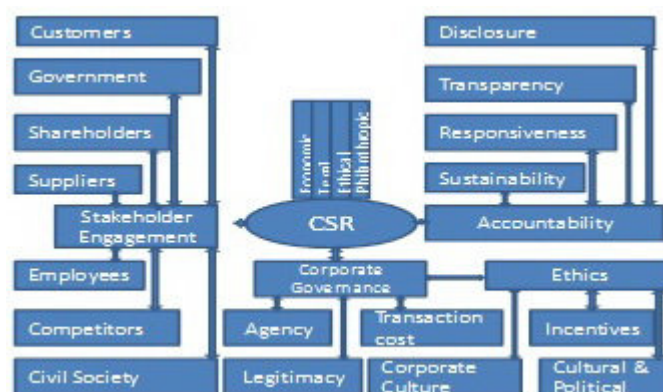 Customers
Government
Shareholders
Suppliers
Stakeholder
Engagement
Employees
Competitors
Civil Society
Economic
Ethical
Philanthropic
CSR
Corporate
Governance
Agency
Legitimacy
Transaction
cost
Corporate
Culture
Disclosure
Transparency
Responsiveness
Sustainability
Accountability
Ethics
Incentives
Cultural &
Political